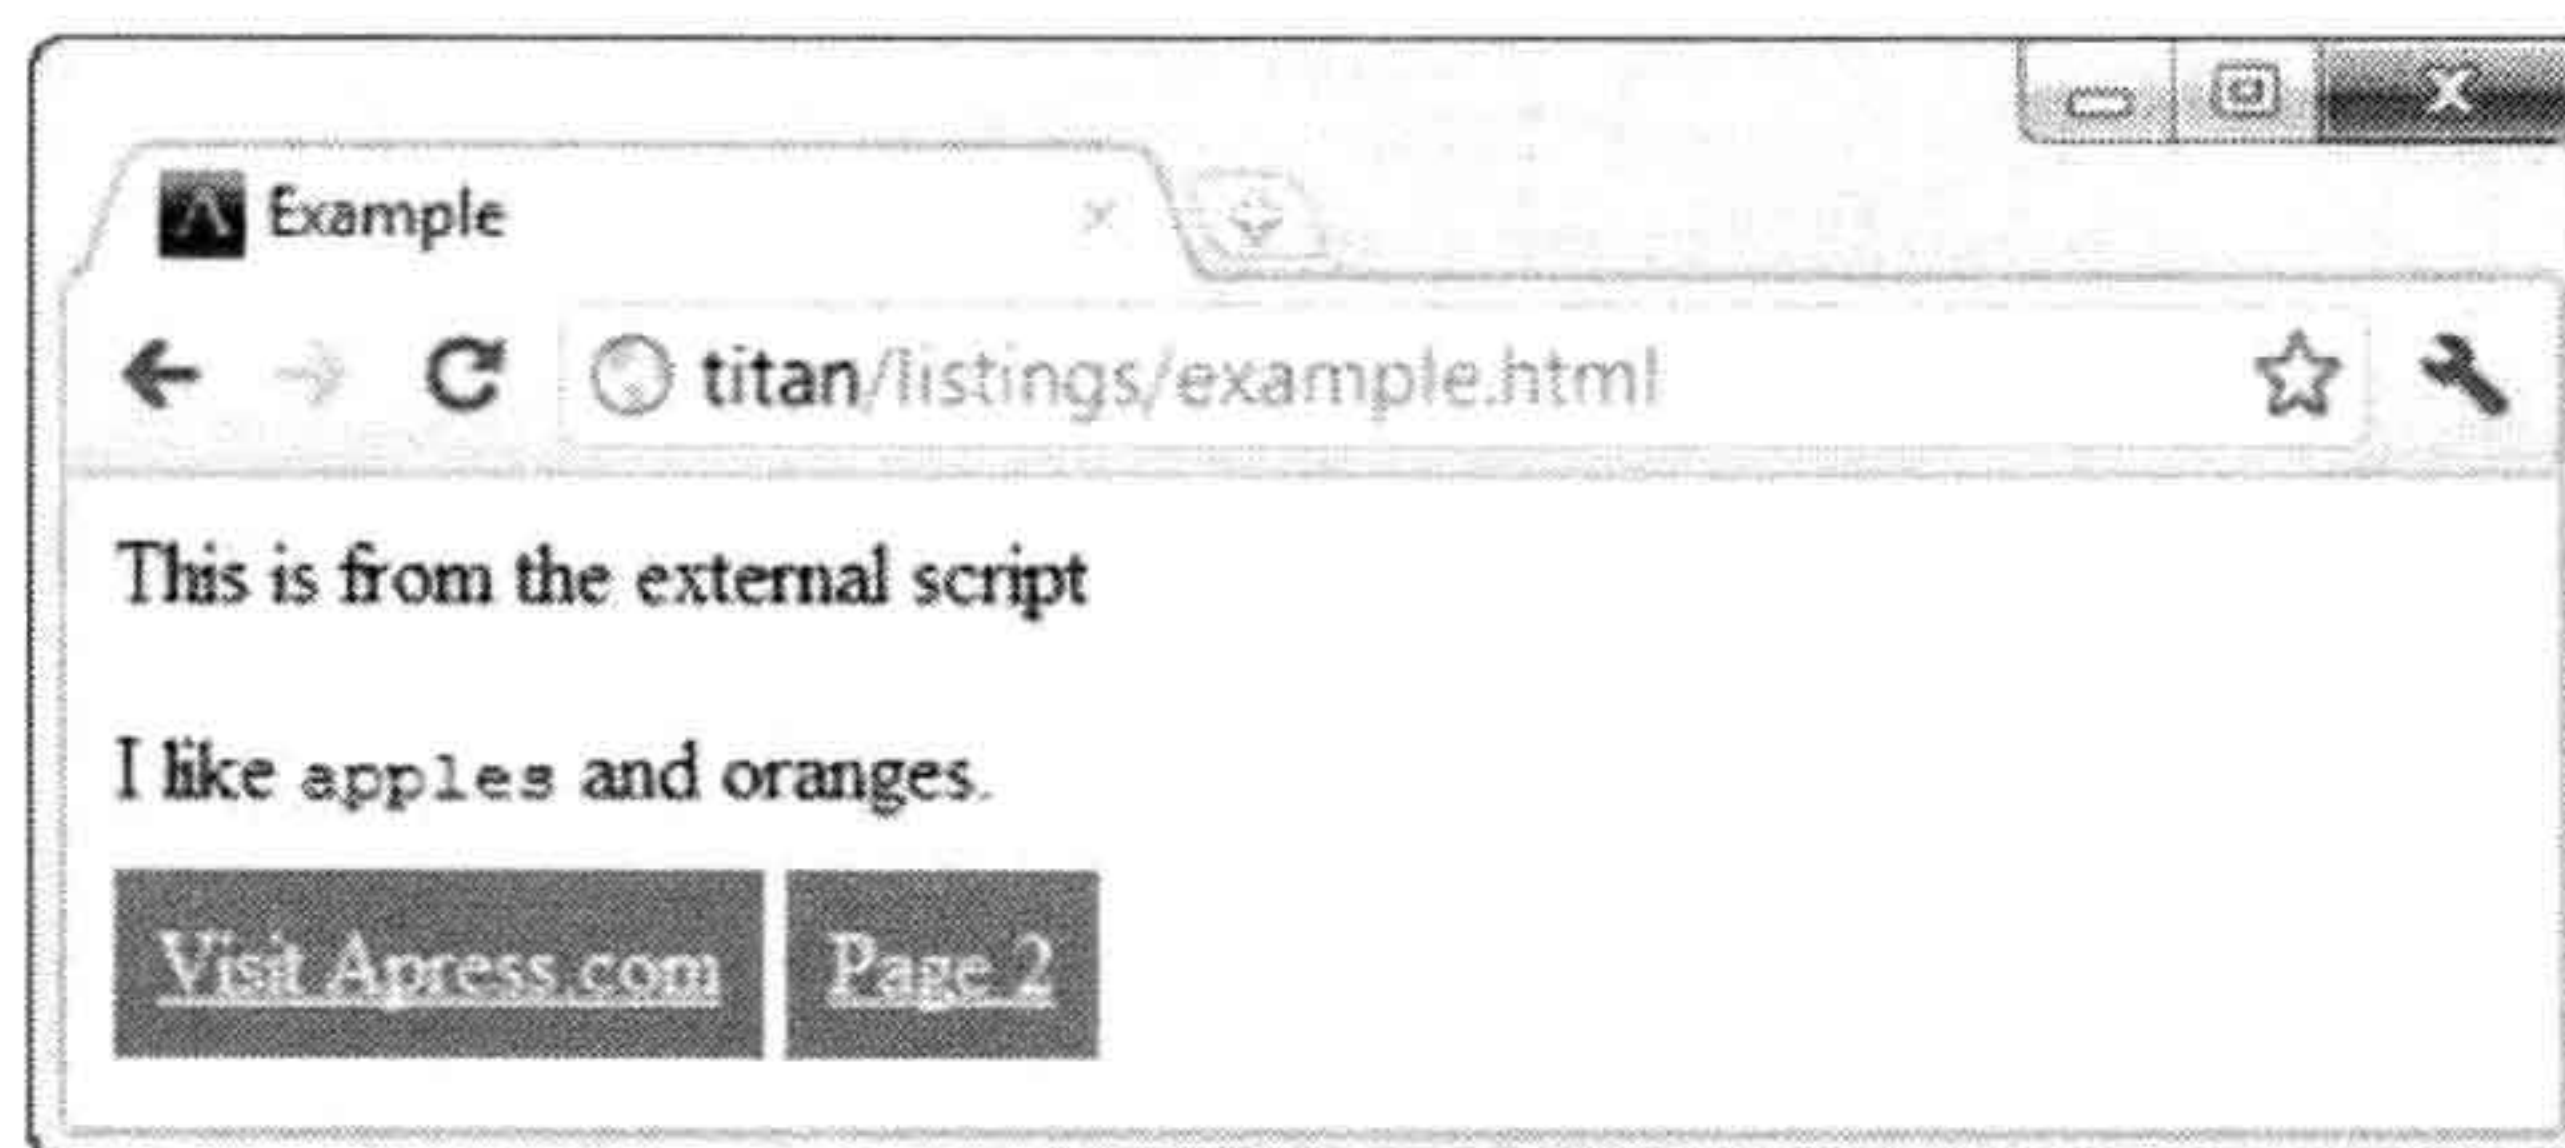 Example
titan/listings/example.html
This is from the external script
I like apples and oranges.
Visit Apress.com Page 2